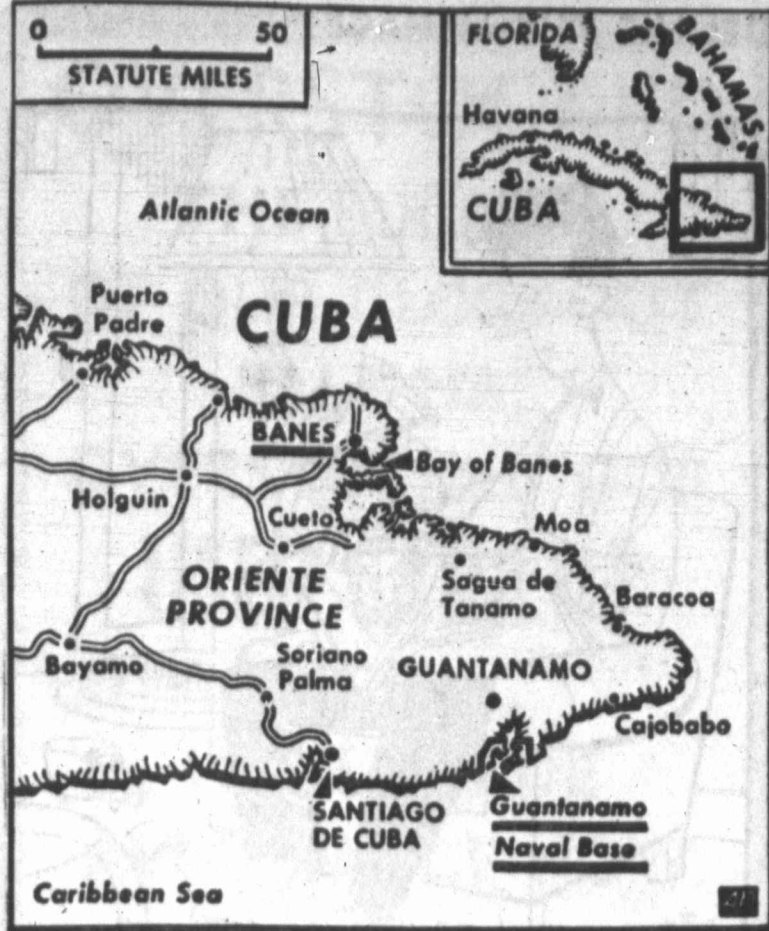 0 50
STATUTE MILES
FLORIDA
BAHAMAS
Havana
CUBA
Atlantic Ocean
Puerto
Padre
CUBA
BANES
Bay of Banes
Holguin
Cueto
Moa
ORIENTE
PROVINCE
Sagua de
Tanamo
Baracoa
Bayamo
Soriano
Palma
GUANTANAMO
Cajobabo
SANTIAGO
DE CUBA
Guantanamo
Naval Base
Caribbean Sea